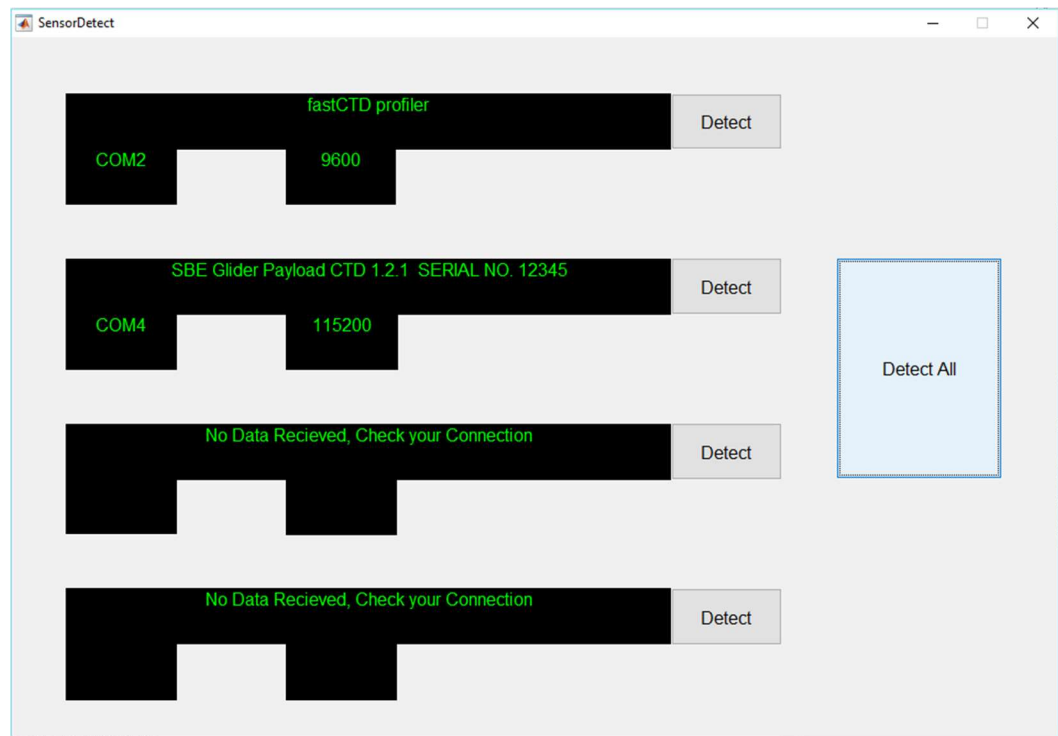 SensorDetect
fastCTD profiler
Detect
COM2
9600
SBE Glider Payload CTD 1.2.1 SERIAL NO. 12345
Detect
COM4
115200
Detect All
No Data Recieved, Check your Connection
Detect
No Data Recieved, Check your Connection
Detect